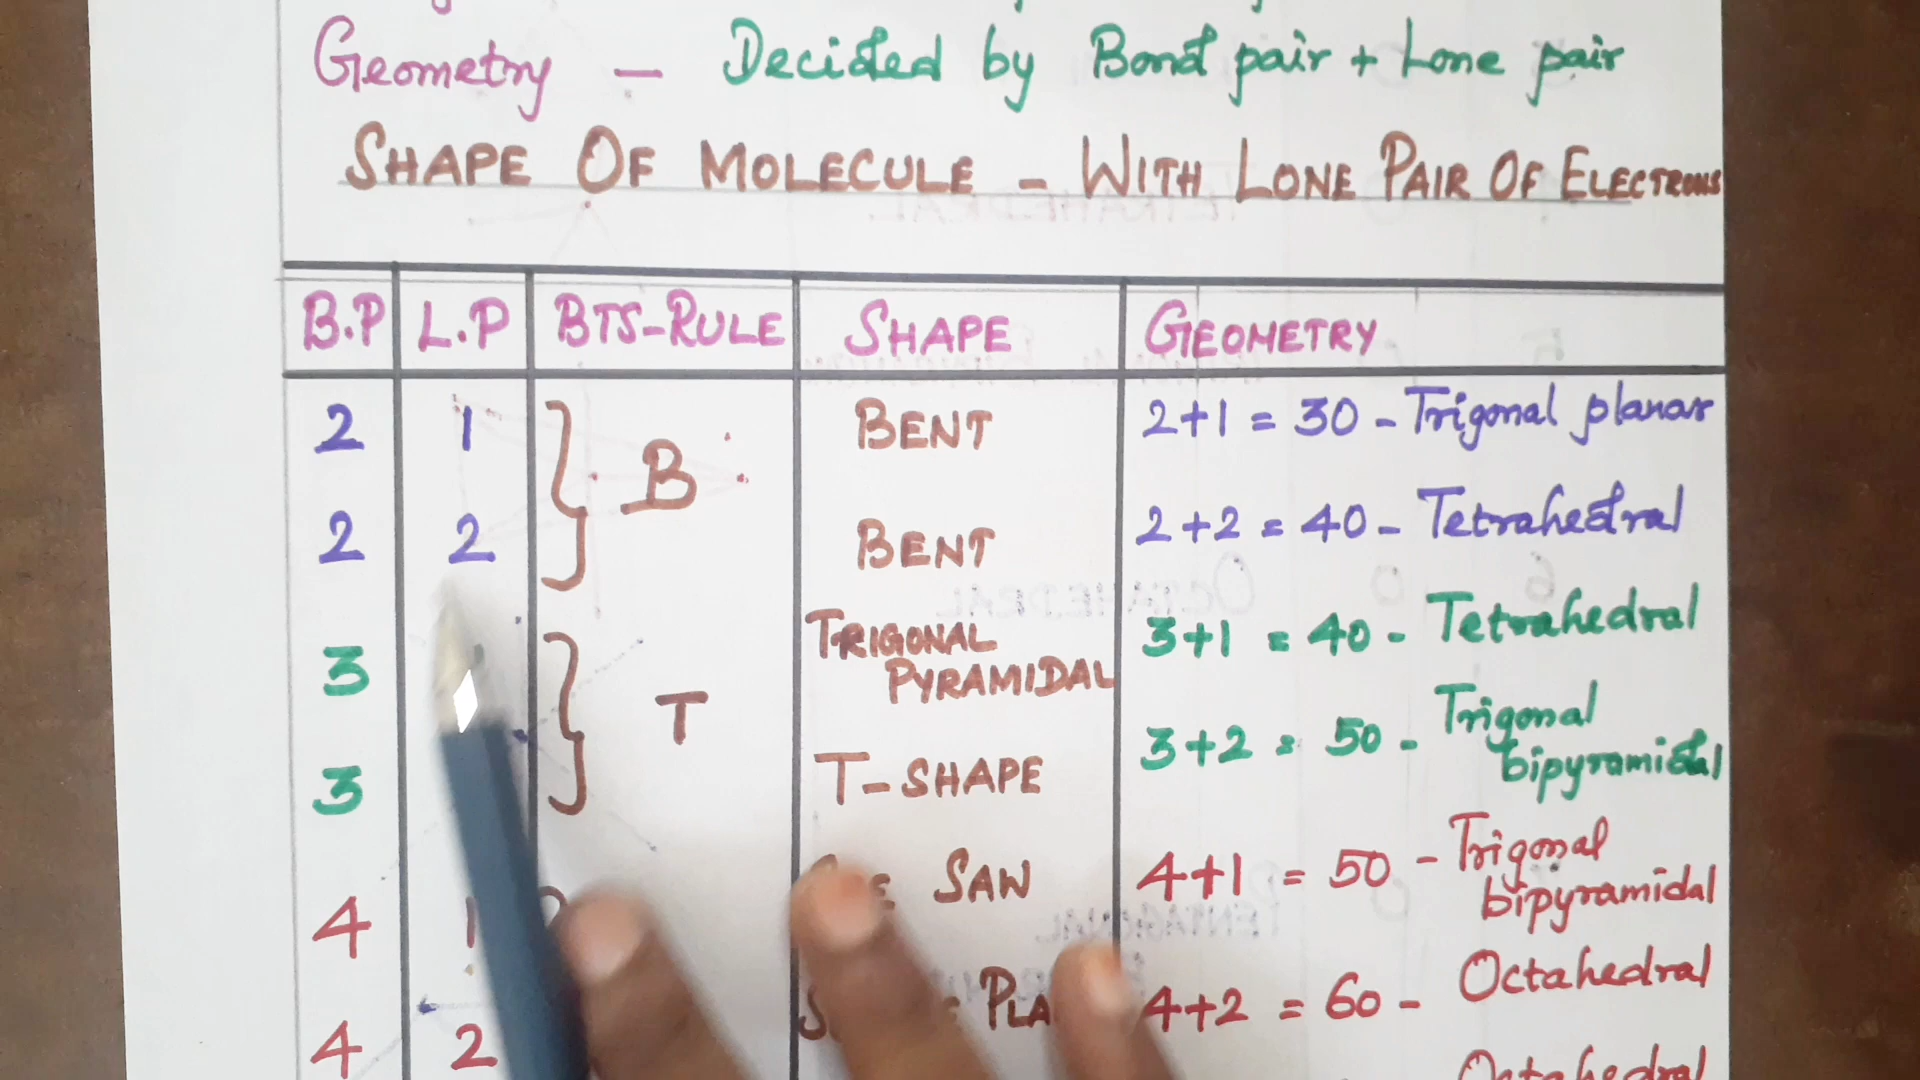 Geometry - Decided by Bond pair + Lone pair
SHAPE OF MOLECULE - WITH LONE PAIR OF ELECTRONS
B.P L.P BTS-RULE SHAPE GEOMETRY
2 1 BENT 2+1 = 30 - Trigonal planar
B
2 2 BENT 2+2 = 40 - Tetrahedral
3 TRIGONAL PYRAMIDAL 3+1 = 40 - Tetrahedral
T
3 T-SHAPE 3+2 = 50 - Trigonal bipyramidal
4 1 SAW 4+1 = 50 - Trigonal bipyramidal
4 2 4+2 = 60 - Octahedral
Octahedral